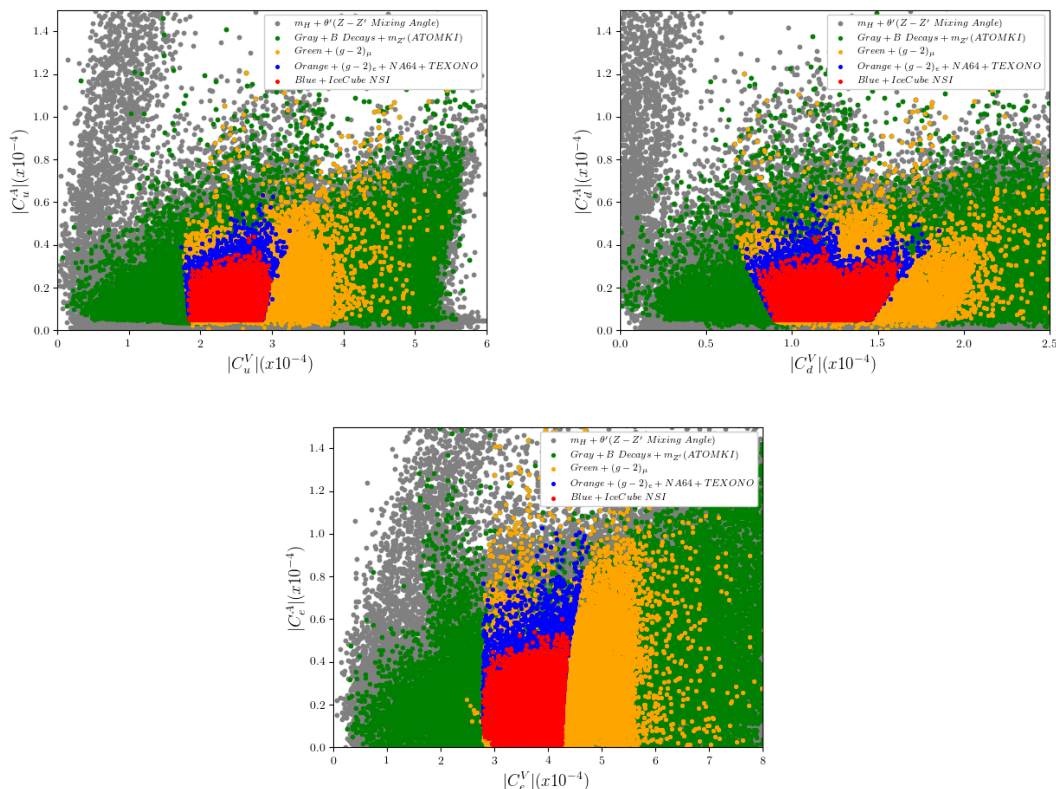 1.4
1.2
1.0
0.8
0.6
0.4
0.2
0.0
|C_u^{'A}|(x10^{-4})
m_H + θ′(Z − Z′ Mixing Angle)
Gray + B Decays + m_{Z′}(ATOMKI)
Green + (g − 2)_μ
Orange + (g − 2)_e + NA64 + TEXONO
Blue + IceCube NSI
0 1 2 3 4 5 6
|C_u^V|(x10^{-4})
1.4
1.2
1.0
0.8
0.6
0.4
0.2
0.0
|C_d^{'A}|(x10^{-4})
m_H + θ′(Z − Z′ Mixing Angle)
Gray + B Decays + m_{Z′}(ATOMKI)
Green + (g − 2)_μ
Orange + (g − 2)_e + NA64 + TEXONO
Blue + IceCube NSI
0.0 0.5 1.0 1.5 2.0 2.5
|C_d^V|(x10^{-4})
1.4
1.2
1.0
0.8
0.6
0.4
0.2
0.0
|C_e^{'A}|(x10^{-4})
m_H + θ′(Z − Z′ Mixing Angle)
Gray + B Decays + m_{Z′}(ATOMKI)
Green + (g − 2)_μ
Orange + (g − 2)_e + NA64 + TEXONO
Blue + IceCube NSI
0 1 2 3 4 5 6 7 8
|C_e^V|(x10^{-4})